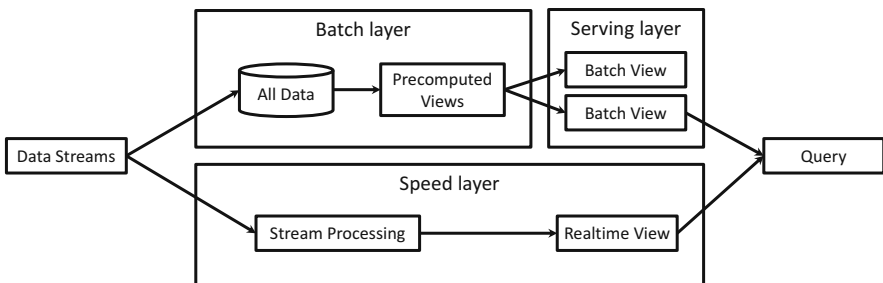 Batch layer
Serving layer
All Data
Precomputed
Views
Batch View
Batch View
Data Streams
Query
Speed layer
Stream Processing
Realtime View